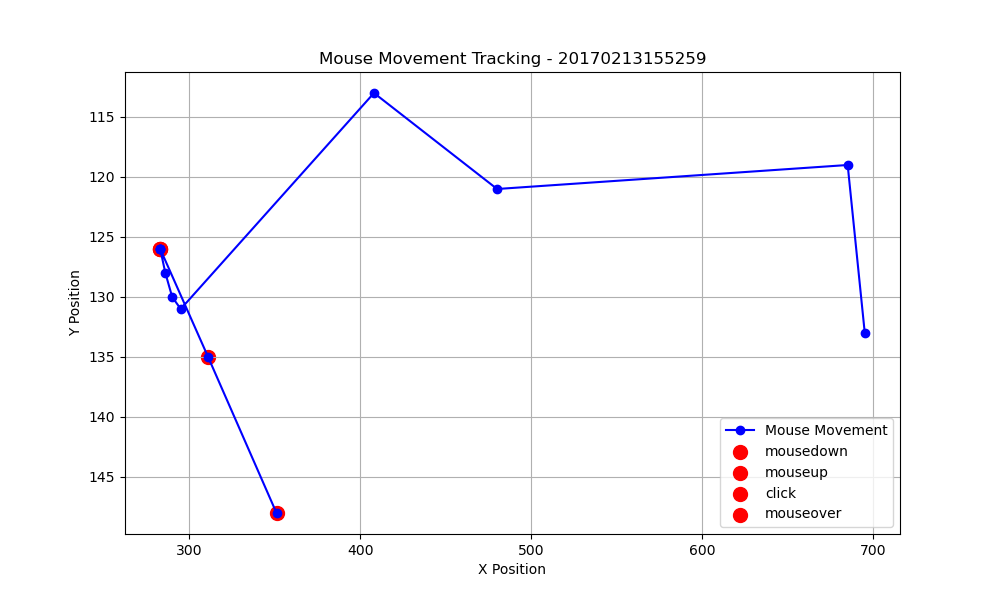 Mouse Movement Tracking - 20170213155259
115
120
125
130
135
140
145
Y Position
300
400
500
600
700
X Position
Mouse Movement
mousedown
mouseup
click
mouseover